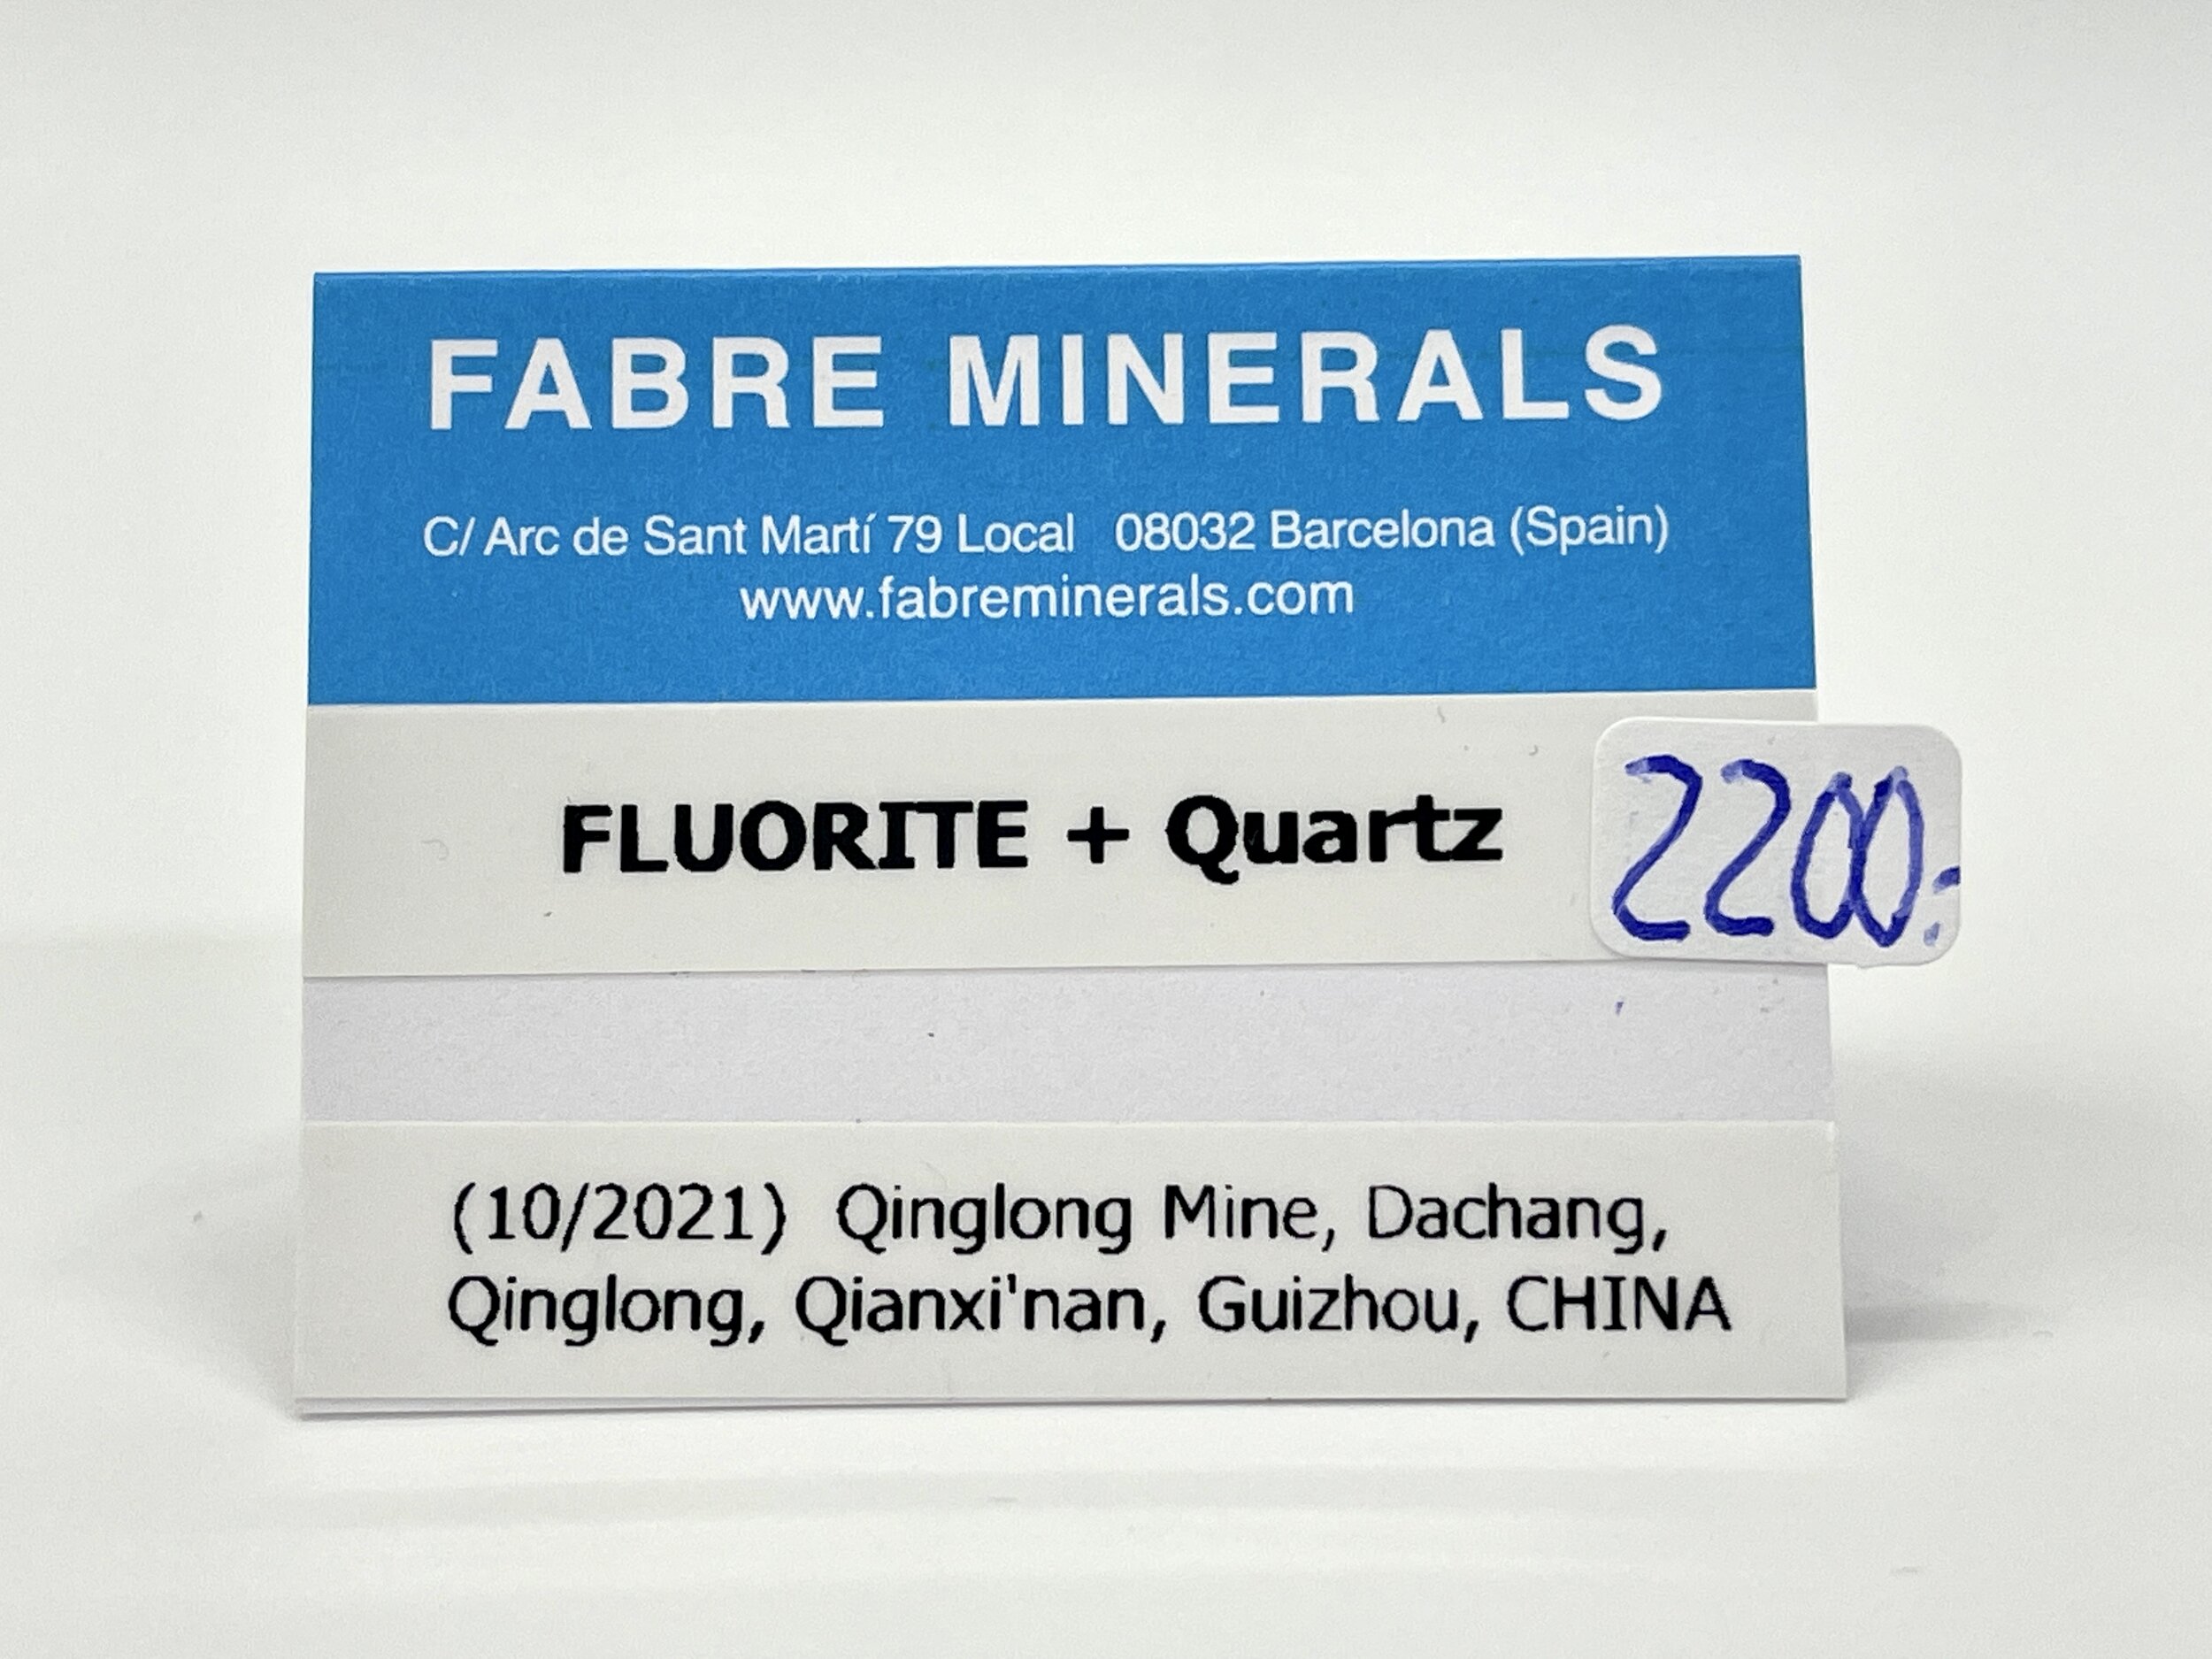 FABRE MINERALS
C/ Arc de Sant Martí 79 Local 08032 Barcelona (Spain)
www.fabreminerals.com
FLUORITE + Quartz
2200.-
(10/2021) Qinglong Mine, Dachang,
Qinglong, Qianxi'nan, Guizhou, CHINA